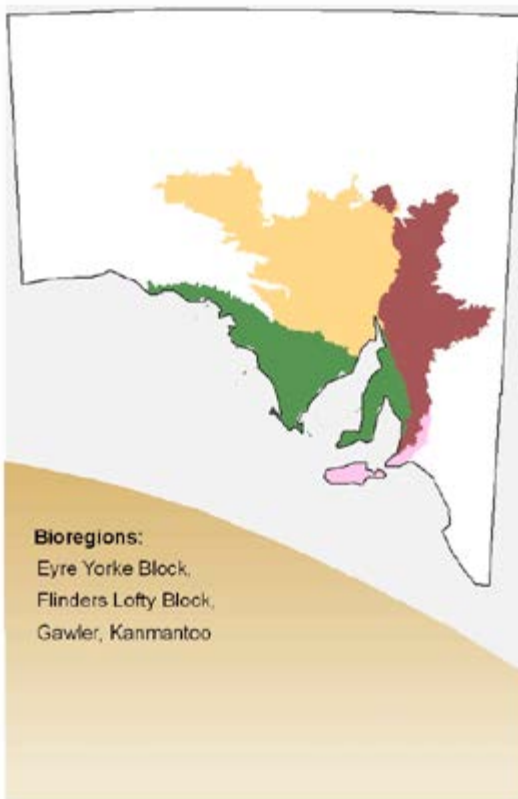 Bioregions:
Eyre Yorke Block,
Flinders Lofty Block,
Gawler, Kanmantoo